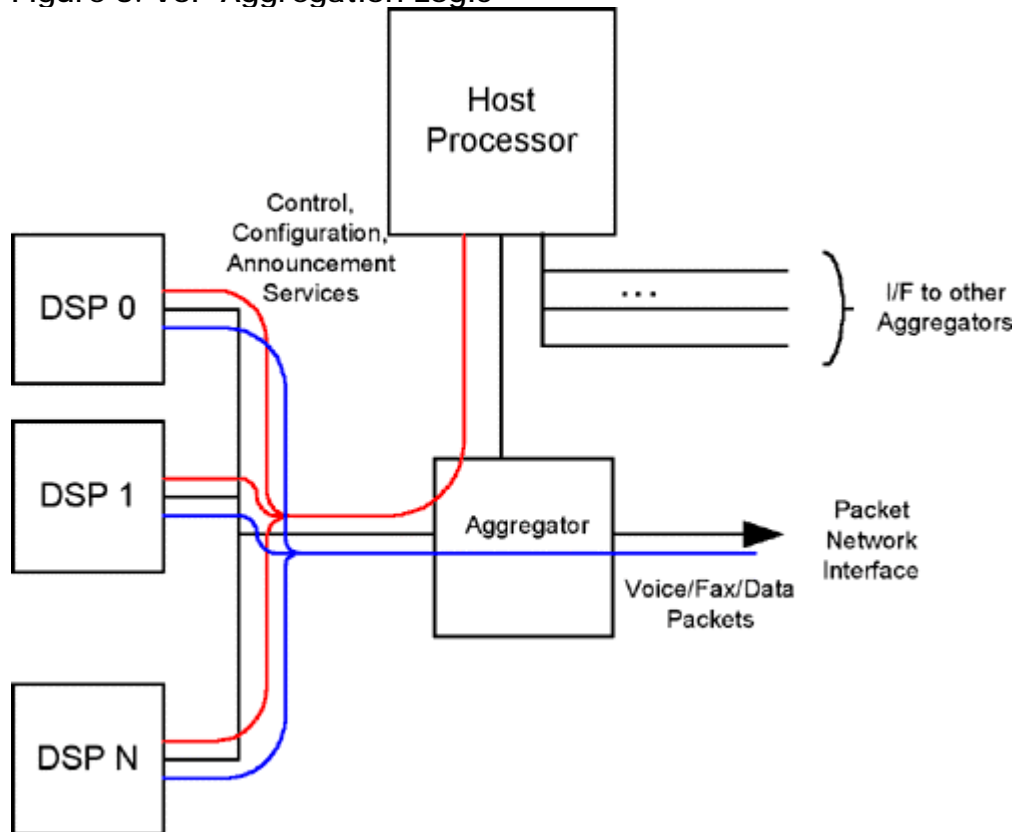 Host
Processor
Control,
Configuration,
Announcement
Services
DSP 0
...
I/F to other
Aggregators
DSP 1
Aggregator
Packet
Network
Interface
Voice/Fax/Data
Packets
DSP N